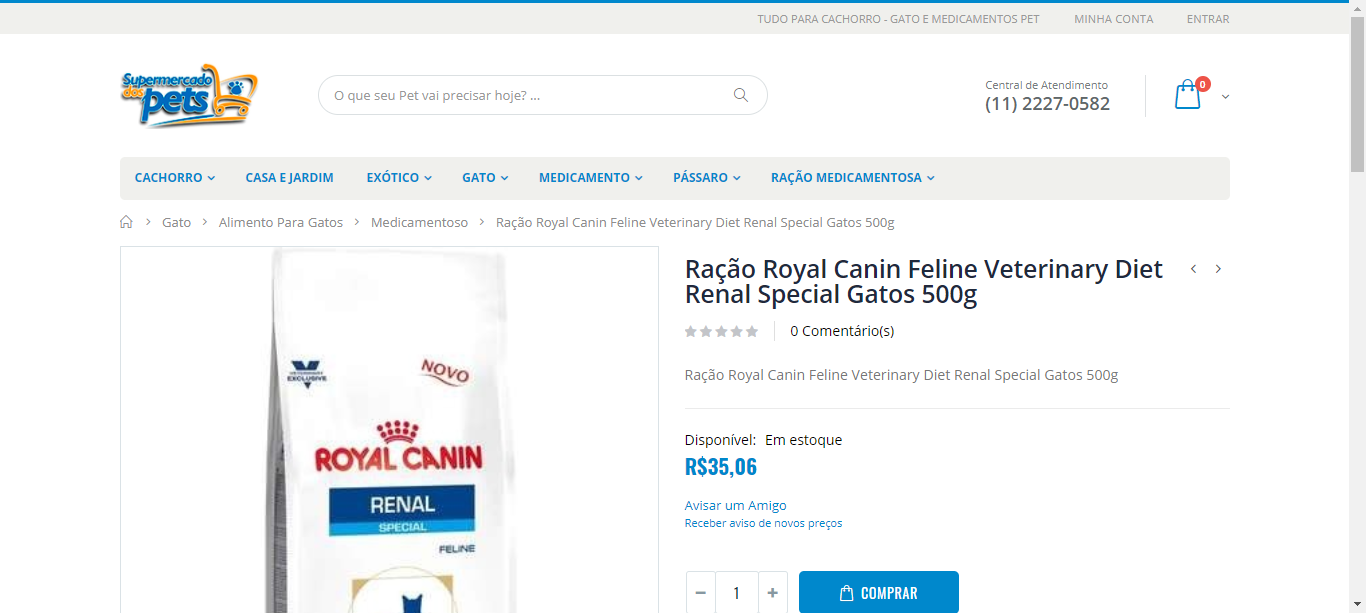 TUDO PARA CACHORRO - GATO E MEDICAMENTOS PET MINHA CONTA ENTRAR
Supermercado
dos
pets
O que seu Pet vai precisar hoje? ...
Central de Atendimento
(11) 2227-0582
0
CACHORRO CASA E JARDIM EXÓTICO GATO MEDICAMENTO PÁSSARO RAÇÃO MEDICAMENTOSA
Gato > Alimento Para Gatos > Medicamentoso > Ração Royal Canin Feline Veterinary Diet Renal Special Gatos 500g
VETERINARY
EXCLUSIVE
NOVO
ROYAL CANIN
RENAL
SPECIAL
FELINE
Ração Royal Canin Feline Veterinary Diet
Renal Special Gatos 500g
0 Comentário(s)
Ração Royal Canin Feline Veterinary Diet Renal Special Gatos 500g
Disponível: Em estoque
R$35,06
Avisar um Amigo
Receber aviso de novos preços
− 1 +
COMPRAR